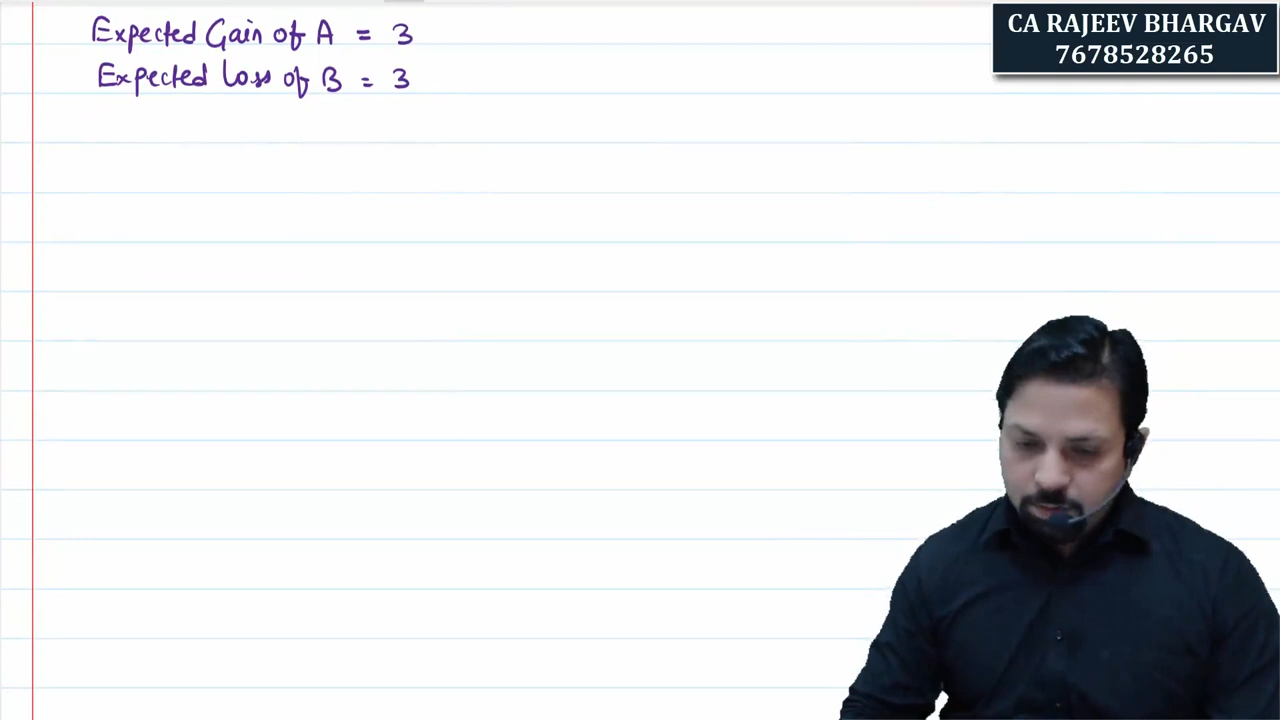 Expected Gain of A = 3
Expected loss of B = 3
CA RAJEEV BHARGAV
7678528265